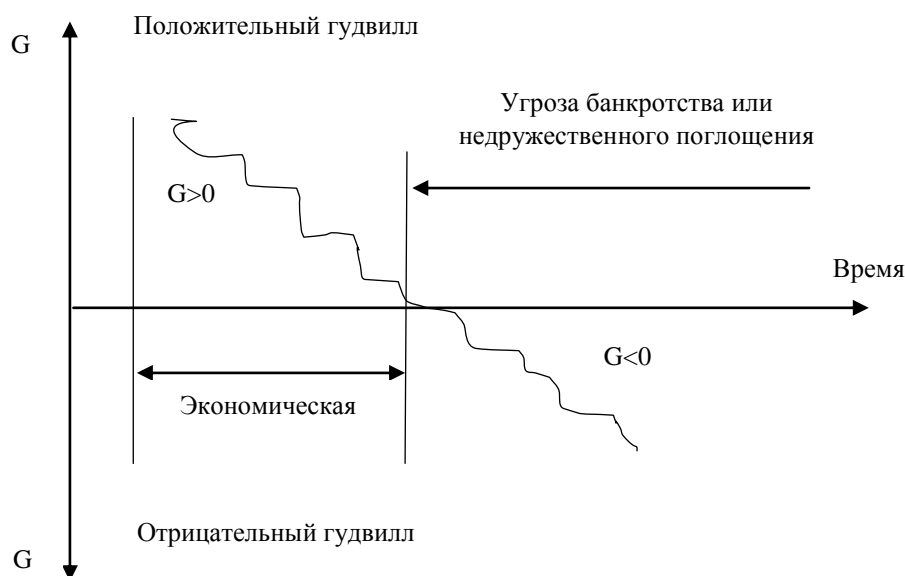 Положительный гудвилл
G
Угроза банкротства или
недружественного поглощения
G>0
Время
G<0
Экономическая
Отрицательный гудвилл
G